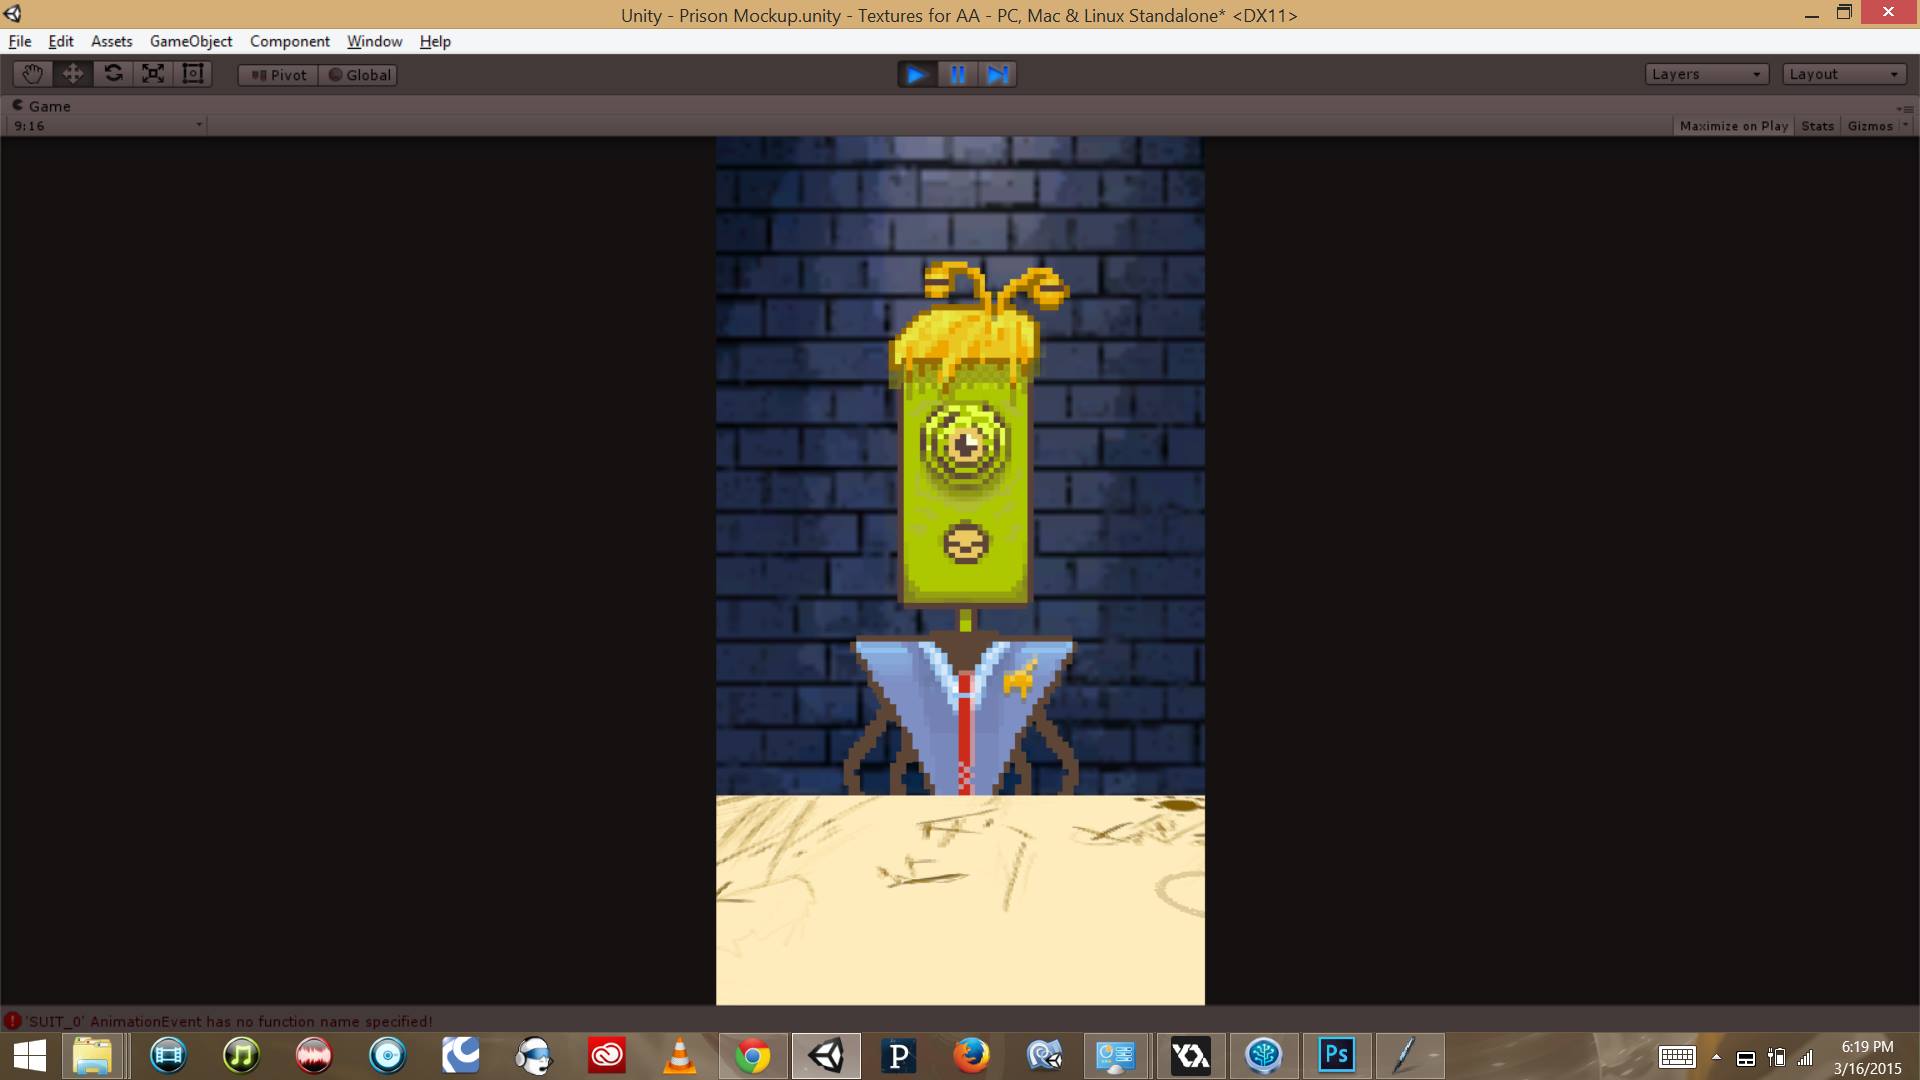 Unity - Prison Mockup.unity - Textures for AA - PC, Mac & Linux Standalone* <DX11>
File Edit Assets GameObject Component Window Help
Pivot Global Layers Layout
Game
9:16 Maximize on Play Stats Gizmos
'SUIT_0' AnimationEvent has no function name specified!
P Ps
6:19 PM
3/16/2015